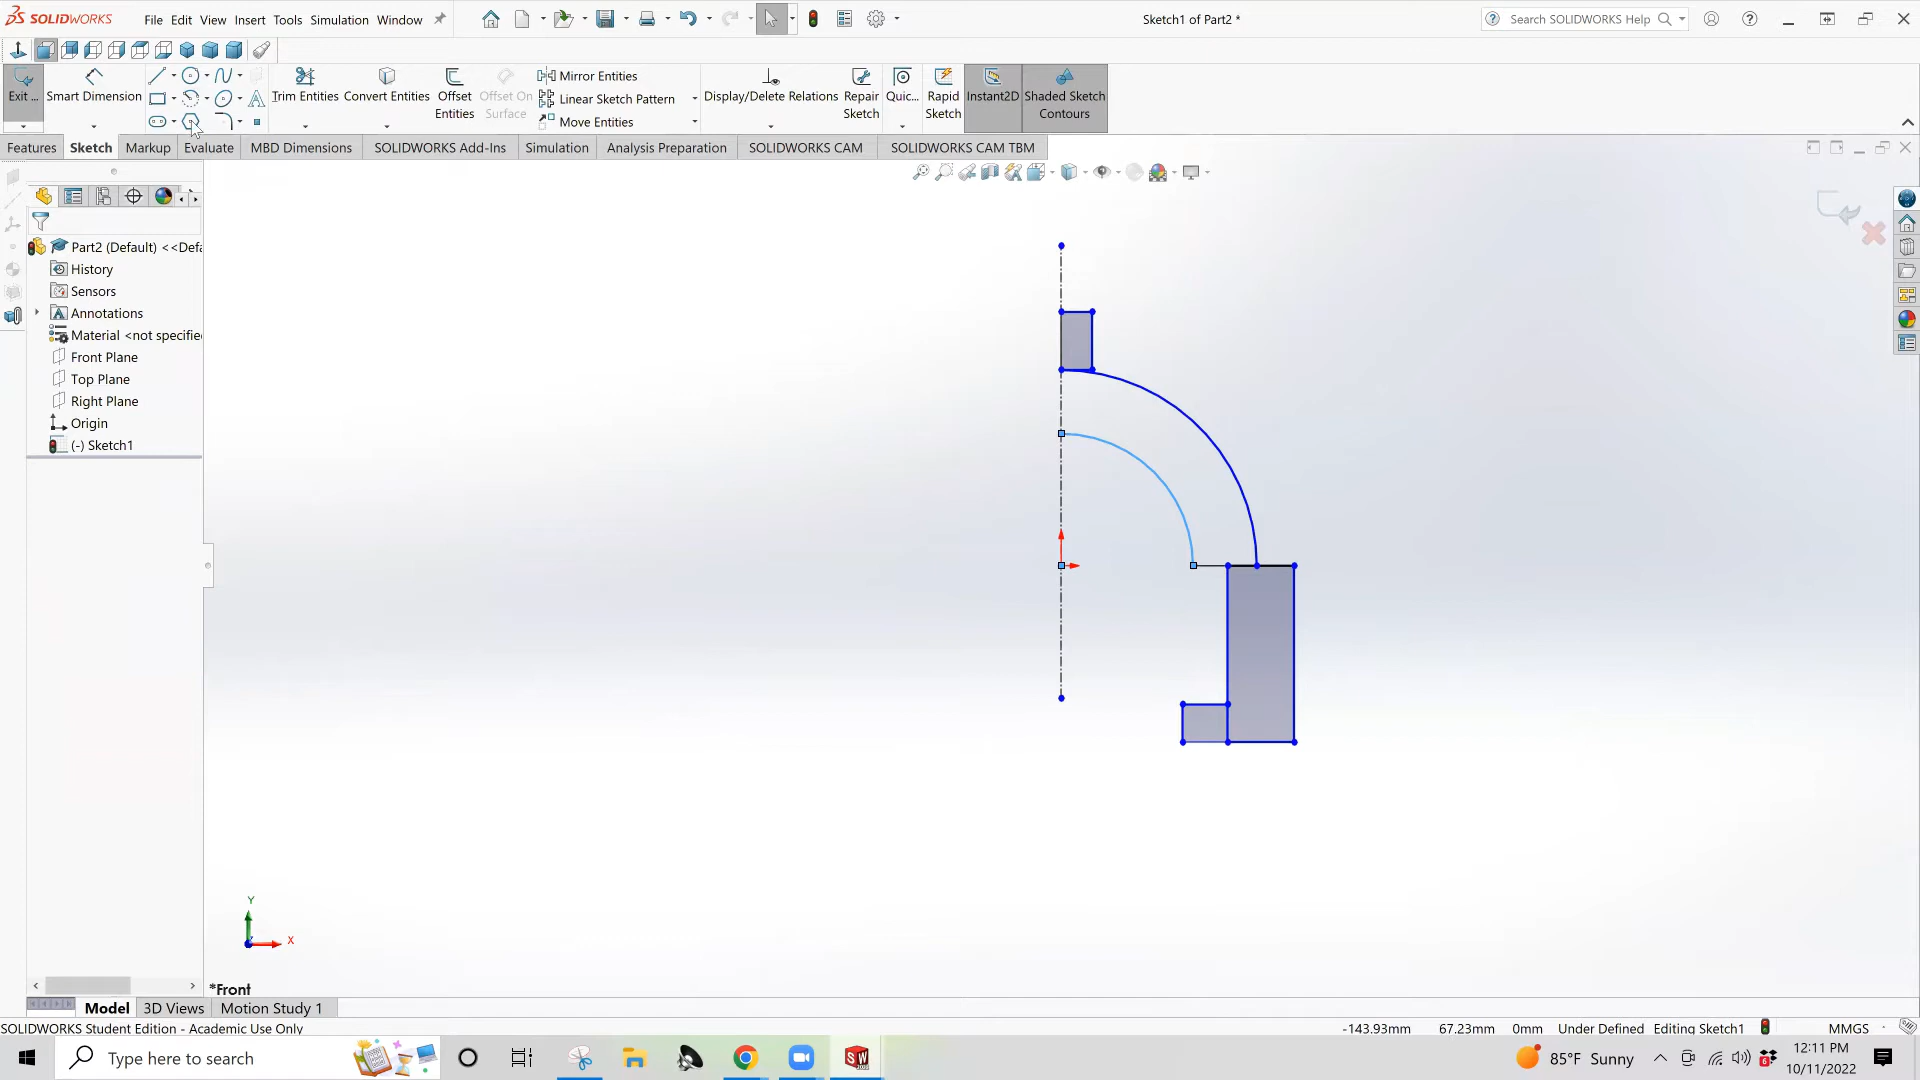 SOLIDWORKS File Edit View Insert Tools Simulation Window Sketch1 of Part2 * Search SOLIDWORKS Help
Exit ... Smart Dimension Trim Entities Convert Entities Offset Entities Offset On Surface Mirror Entities Linear Sketch Pattern Move Entities Display/Delete Relations Repair Sketch Quic... Rapid Sketch Instant2D Shaded Sketch Contours
Features Sketch Markup Evaluate MBD Dimensions SOLIDWORKS Add-Ins Simulation Analysis Preparation SOLIDWORKS CAM SOLIDWORKS CAM TBM
Part2 (Default) <<Defa
History
Sensors
Annotations
Material <not specifie
Front Plane
Top Plane
Right Plane
Origin
(-) Sketch1
Y
X
*Front
Model 3D Views Motion Study 1
SOLIDWORKS Student Edition - Academic Use Only -143.93mm 67.23mm 0mm Under Defined Editing Sketch1 MMGS
Type here to search 85°F Sunny 12:11 PM
10/11/2022